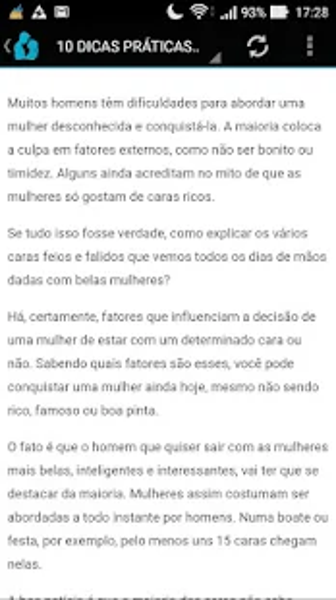 93% 17:28
10 DICAS PRÁTICAS..
Muitos homens têm dificuldades para abordar uma
mulher desconhecida e conquistá-la. A maioria coloca
a culpa em fatores externos, como não ser bonito ou
timidez. Alguns ainda acreditam no mito de que as
mulheres só gostam de caras ricos.
Se tudo isso fosse verdade, como explicar os vários
caras feios e falidos que vemos todos os dias de mãos
dadas com belas mulheres?
Há, certamente, fatores que influenciam a decisão de
uma mulher de estar com um determinado cara ou
não. Sabendo quais fatores são esses, você pode
conquistar uma mulher ainda hoje, mesmo não sendo
rico, famoso ou boa pinta.
O fato é que o homem que quiser sair com as mulheres
mais belas, inteligentes e interessantes, vai ter que se
destacar da maioria. Mulheres assim costumam ser
abordadas a todo instante por homens. Numa boate ou
festa, por exemplo, pelo menos uns 15 caras chegam
nelas.